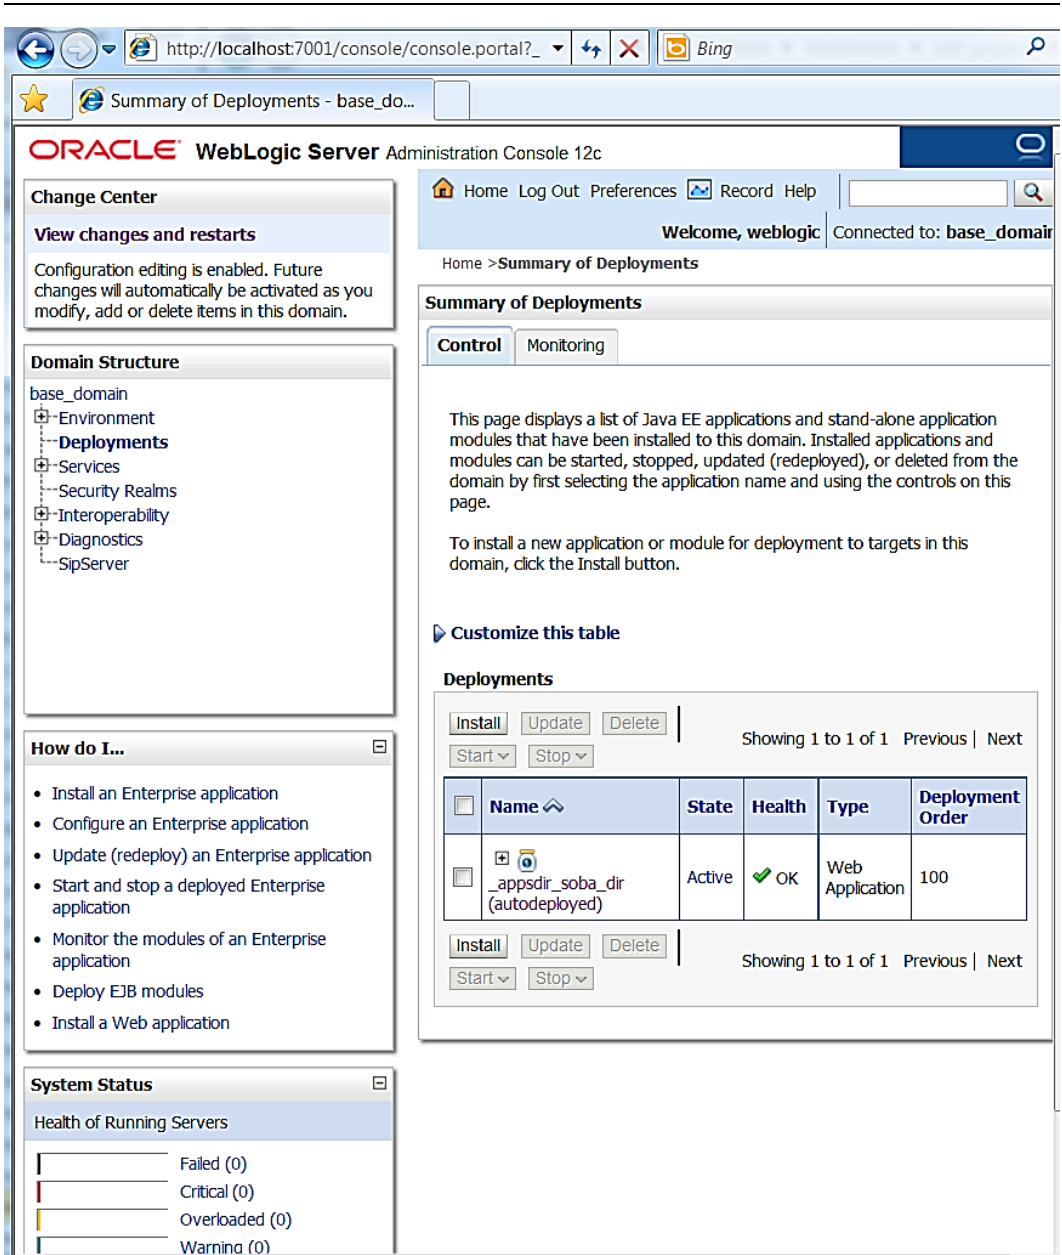 http://localhost:7001/console/console.portal?_
Bing
Summary of Deployments - base_do...
ORACLE WebLogic Server Administration Console 12c
Change Center
View changes and restarts
Configuration editing is enabled. Future
changes will automatically be activated as you
modify, add or delete items in this domain.
Domain Structure
base_domain
Environment
Deployments
Services
Security Realms
Interoperability
Diagnostics
SipServer
How do I...
Install an Enterprise application
Configure an Enterprise application
Update (redeploy) an Enterprise application
Start and stop a deployed Enterprise
application
Monitor the modules of an Enterprise
application
Deploy EJB modules
Install a Web application
System Status
Health of Running Servers
Failed (0)
Critical (0)
Overloaded (0)
Warning (0)
Home Log Out Preferences Record Help
Welcome, weblogic Connected to: base_domain
Home >Summary of Deployments
Summary of Deployments
Control Monitoring
This page displays a list of Java EE applications and stand-alone application
modules that have been installed to this domain. Installed applications and
modules can be started, stopped, updated (redeployed), or deleted from the
domain by first selecting the application name and using the controls on this
page.
To install a new application or module for deployment to targets in this
domain, click the Install button.
Customize this table
Deployments
Install Update Delete
Start Stop
Showing 1 to 1 of 1 Previous | Next
Name State Health Type Deployment
Order
_appsdir_soba_dir
(autodeployed)
Active
OK
Web
Application
100
Install Update Delete
Start Stop
Showing 1 to 1 of 1 Previous | Next